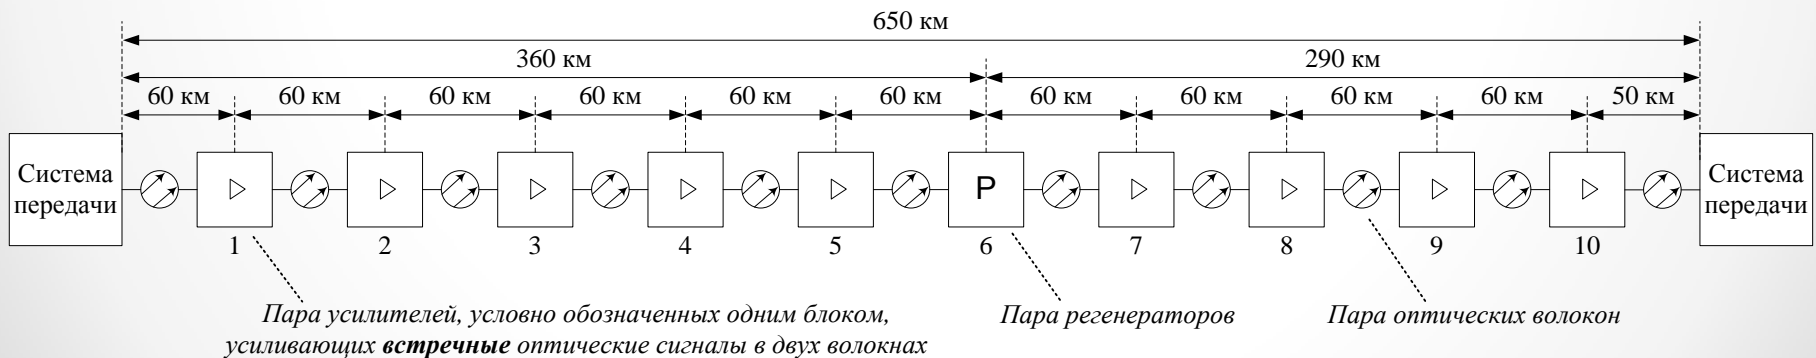 650 км
360 км 290 км
60 км 60 км 60 км 60 км 60 км 60 км 60 км 60 км 60 км 60 км 50 км
Система передачи
Р
Система передачи
1 2 3 4 5 6 7 8 9 10
Пара усилителей, условно обозначенных одним блоком,
усиливающих встречные оптические сигналы в двух волокнах
Пара регенераторов
Пара оптических волокон